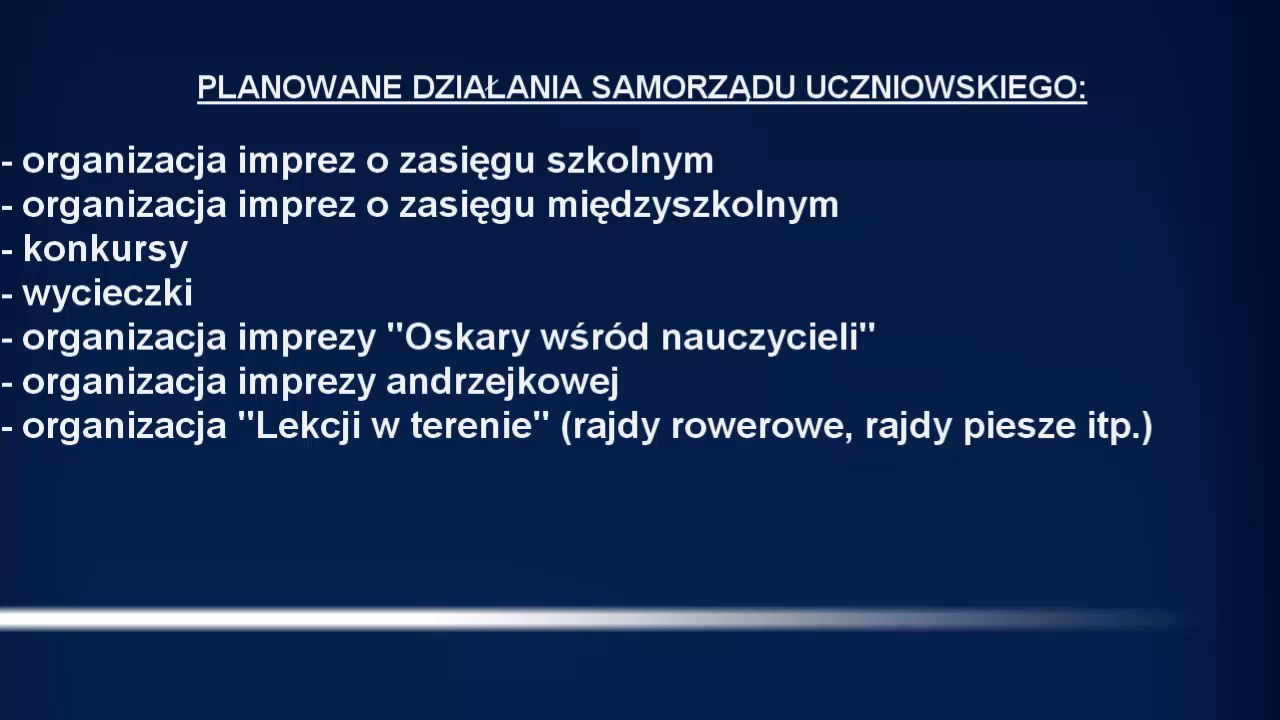 PLANOWANE DZIAŁANIA SAMORZĄDU UCZNIOWSKIEGO:
- organizacja imprez o zasięgu szkolnym
- organizacja imprez o zasięgu międzyszkolnym
- konkursy
- wycieczki
- organizacja imprezy "Oskary wśród nauczycieli"
- organizacja imprezy andrzejkowej
- organizacja "Lekcji w terenie" (rajdy rowerowe, rajdy piesze itp.)